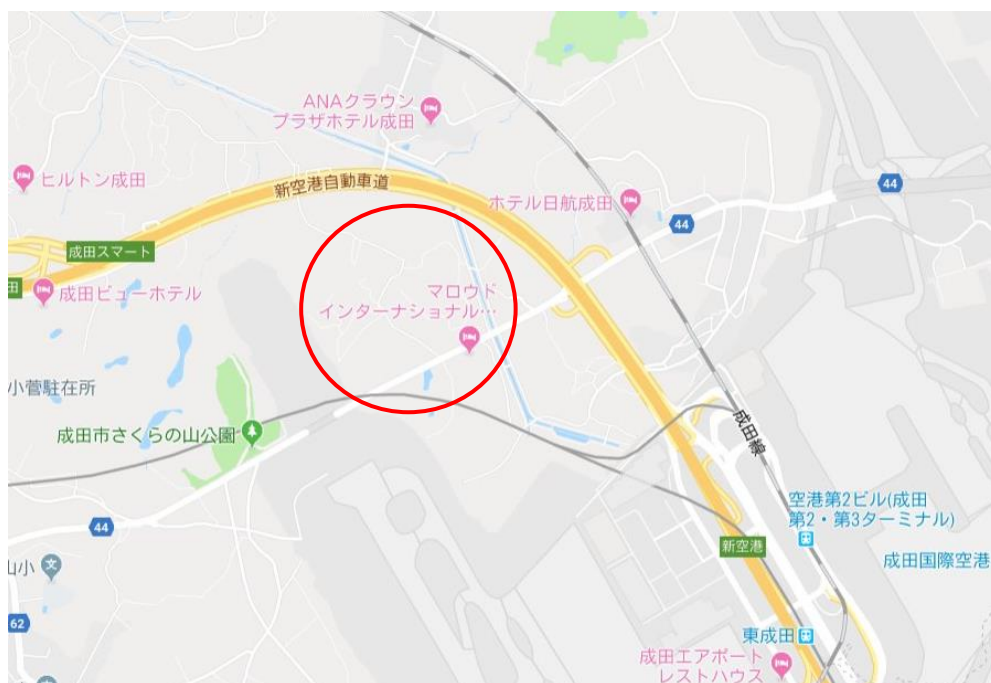 ANAクラウン
プラザホテル成田
ヒルトン成田
新空港自動車道
44
ホテル日航成田
44
成田スマート
田
成田ビューホテル
マロウド
インターナショナル…
小菅駐在所
成田市さくらの山公園
成田線
空港第2ビル(成田
第2・第3ターミナル)
44
新空港
成田国際空港
山小
62
東成田
成田エアポート
レストハウス